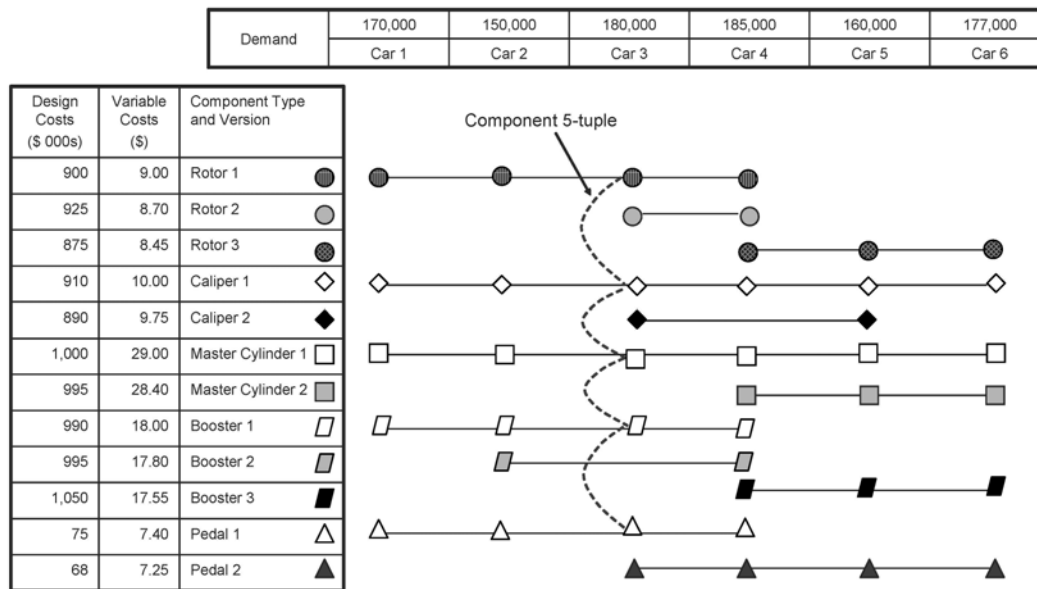 Demand 170,000 150,000 180,000 185,000 160,000 177,000
Car 1 Car 2 Car 3 Car 4 Car 5 Car 6
Design Costs ($ 000s) Variable Costs ($) Component Type and Version
Component 5-tuple
900 9.00 Rotor 1
925 8.70 Rotor 2
875 8.45 Rotor 3
910 10.00 Caliper 1
890 9.75 Caliper 2
1,000 29.00 Master Cylinder 1
995 28.40 Master Cylinder 2
990 18.00 Booster 1
995 17.80 Booster 2
1,050 17.55 Booster 3
75 7.40 Pedal 1
68 7.25 Pedal 2